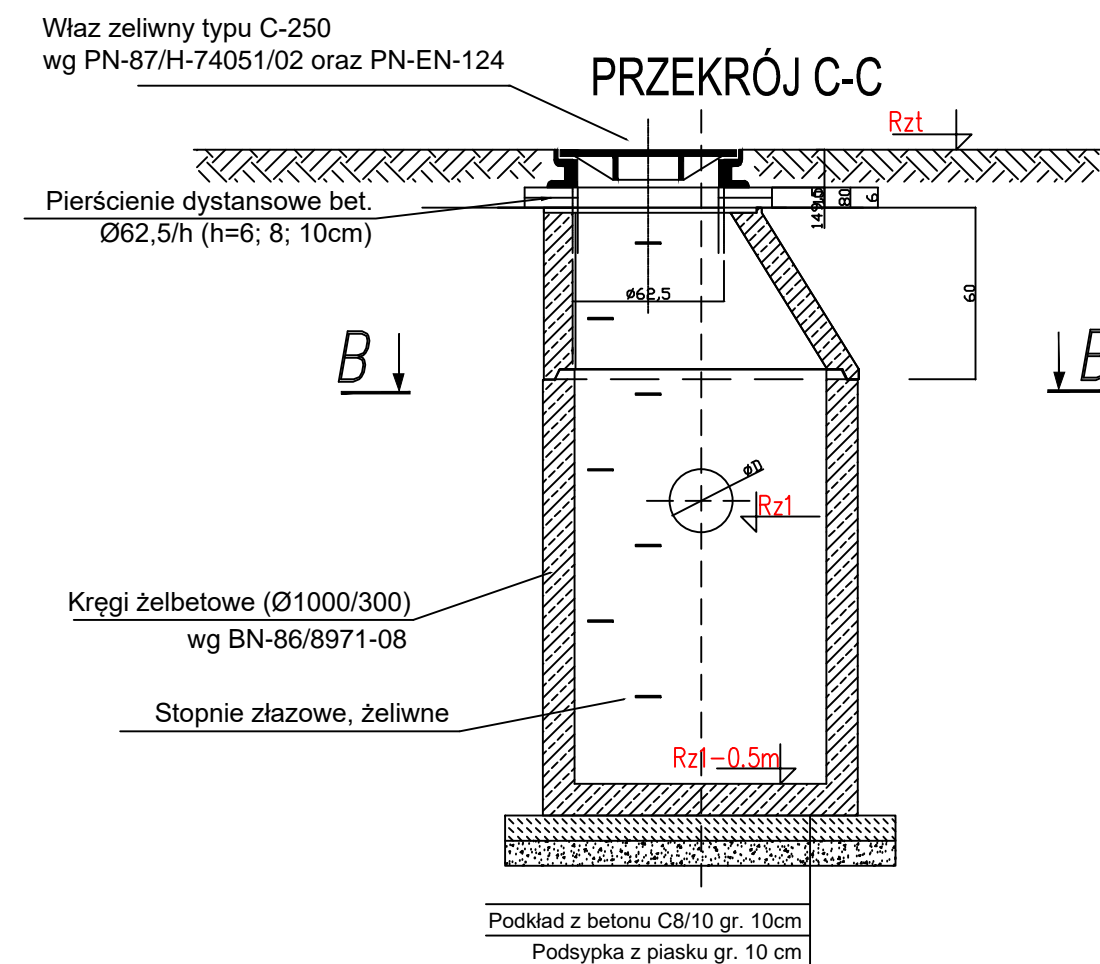 Właz zeliwny typu C-250
wg PN-87/H-74051/02 oraz PN-EN-124
PRZEKRÓJ C-C
Rzt
Pierścienie dystansowe bet.
Ø62,5/h (h=6; 8; 10cm)
80
6
60
ø62,5
B
B
øD
Rz1
Kręgi żelbetowe (Ø1000/300)
wg BN-86/8971-08
Stopnie złazowe, żeliwne
Rz1-0.5m
Podkład z betonu C8/10 gr. 10cm
Podsypka z piasku gr. 10 cm